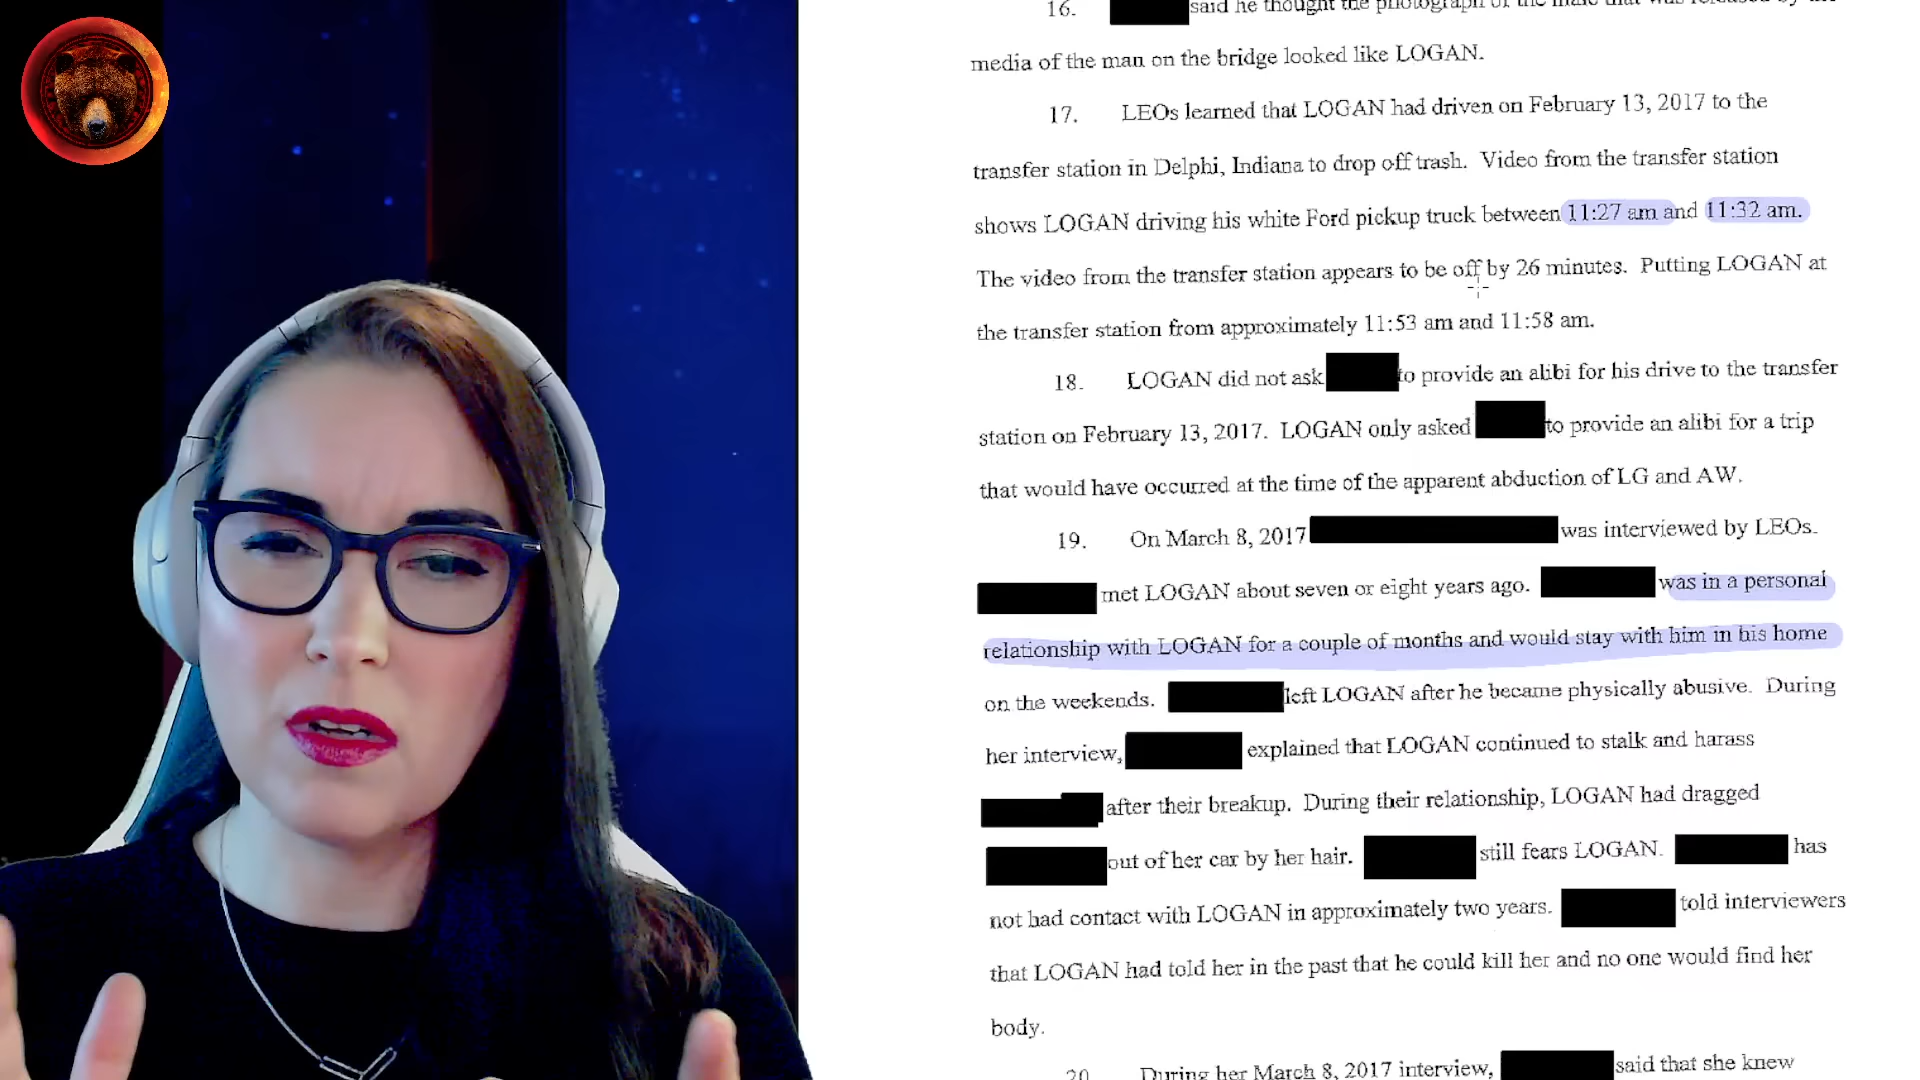 16. said he thought the photograph of the male that was released by the
media of the man on the bridge looked like LOGAN.
17. LEOs learned that LOGAN had driven on February 13, 2017 to the
transfer station in Delphi, Indiana to drop off trash. Video from the transfer station
shows LOGAN driving his white Ford pickup truck between 11:27 am and 11:32 am.
The video from the transfer station appears to be off by 26 minutes. Putting LOGAN at
the transfer station from approximately 11:53 am and 11:58 am.
18. LOGAN did not ask to provide an alibi for his drive to the transfer
station on February 13, 2017. LOGAN only asked to provide an alibi for a trip
that would have occurred at the time of the apparent abduction of LG and AW.
19. On March 8, 2017 was interviewed by LEOs.
met LOGAN about seven or eight years ago. was in a personal
relationship with LOGAN for a couple of months and would stay with him in his home
on the weekends. left LOGAN after he became physically abusive. During
her interview, explained that LOGAN continued to stalk and harass
after their breakup. During their relationship, LOGAN had dragged
out of her car by her hair. still fears LOGAN. has
not had contact with LOGAN in approximately two years. told interviewers
that LOGAN had told her in the past that he could kill her and no one would find her
body.
20. During her March 8, 2017 interview, said that she knew